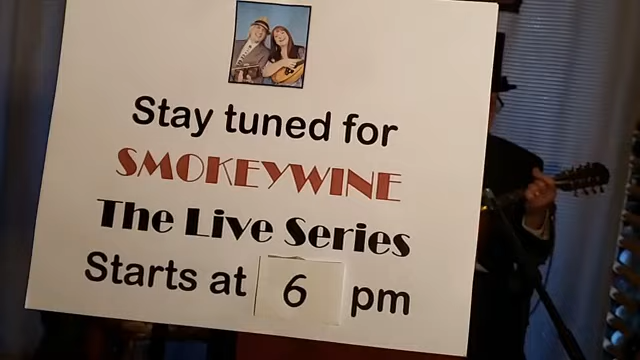 Stay tuned for
SMOKEYWINE
The Live Series
Starts at 6 pm